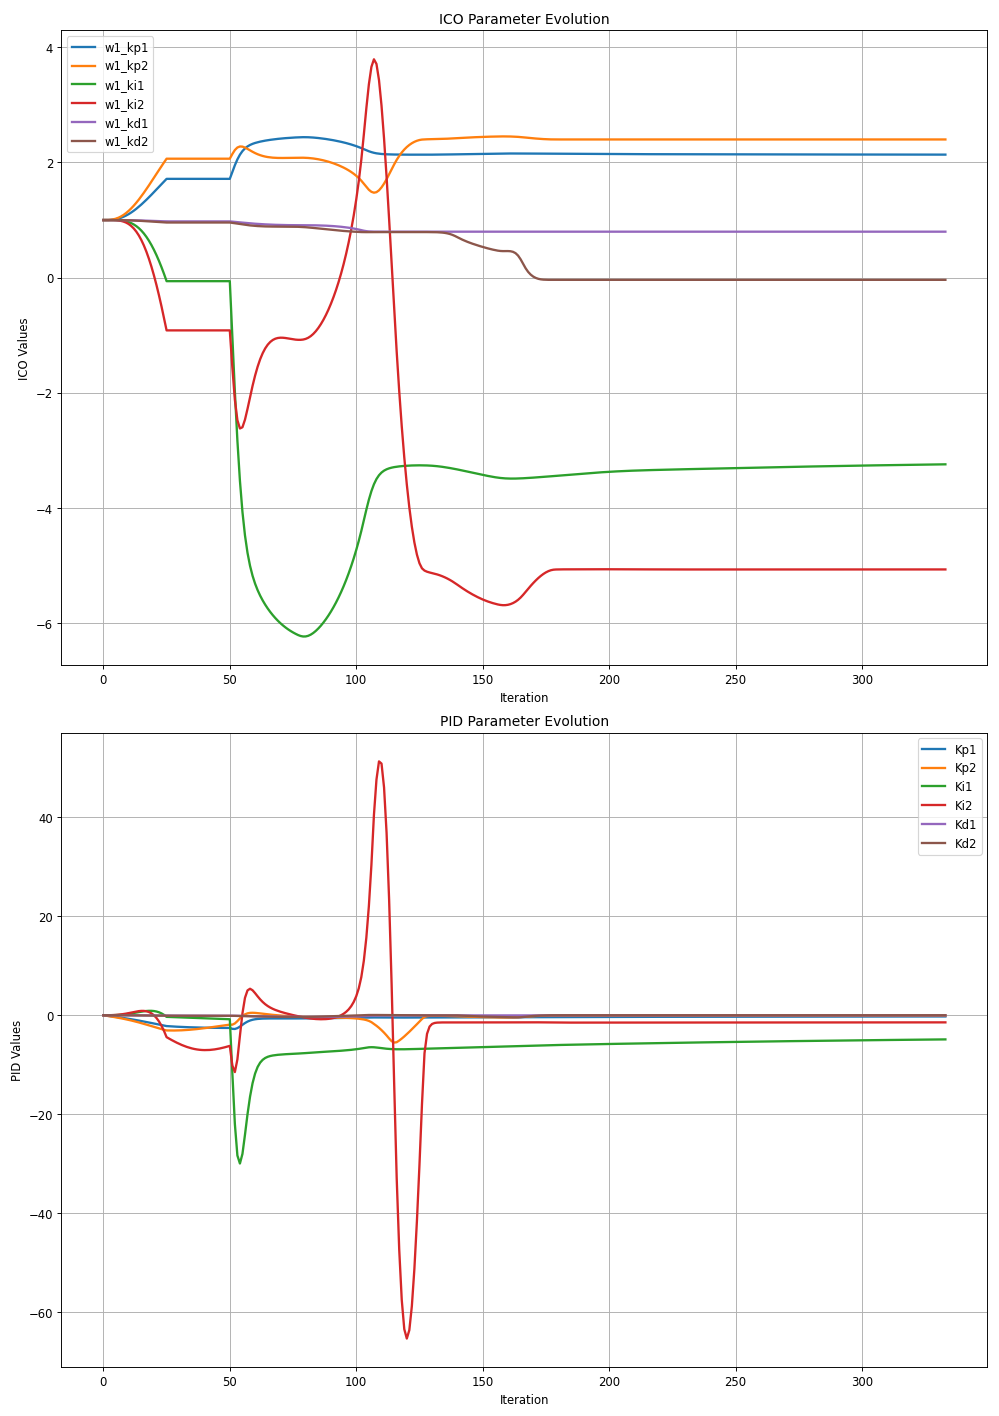 ICO Parameter Evolution
w1_kp1
w1_kp2
w1_ki1
w1_ki2
w1_kd1
w1_kd2
4
2
0
−2
−4
−6
ICO Values
0
50
100
150
200
250
300
Iteration
PID Parameter Evolution
Kp1
Kp2
Ki1
Ki2
Kd1
Kd2
40
20
0
−20
−40
−60
PID Values
0
50
100
150
200
250
300
Iteration